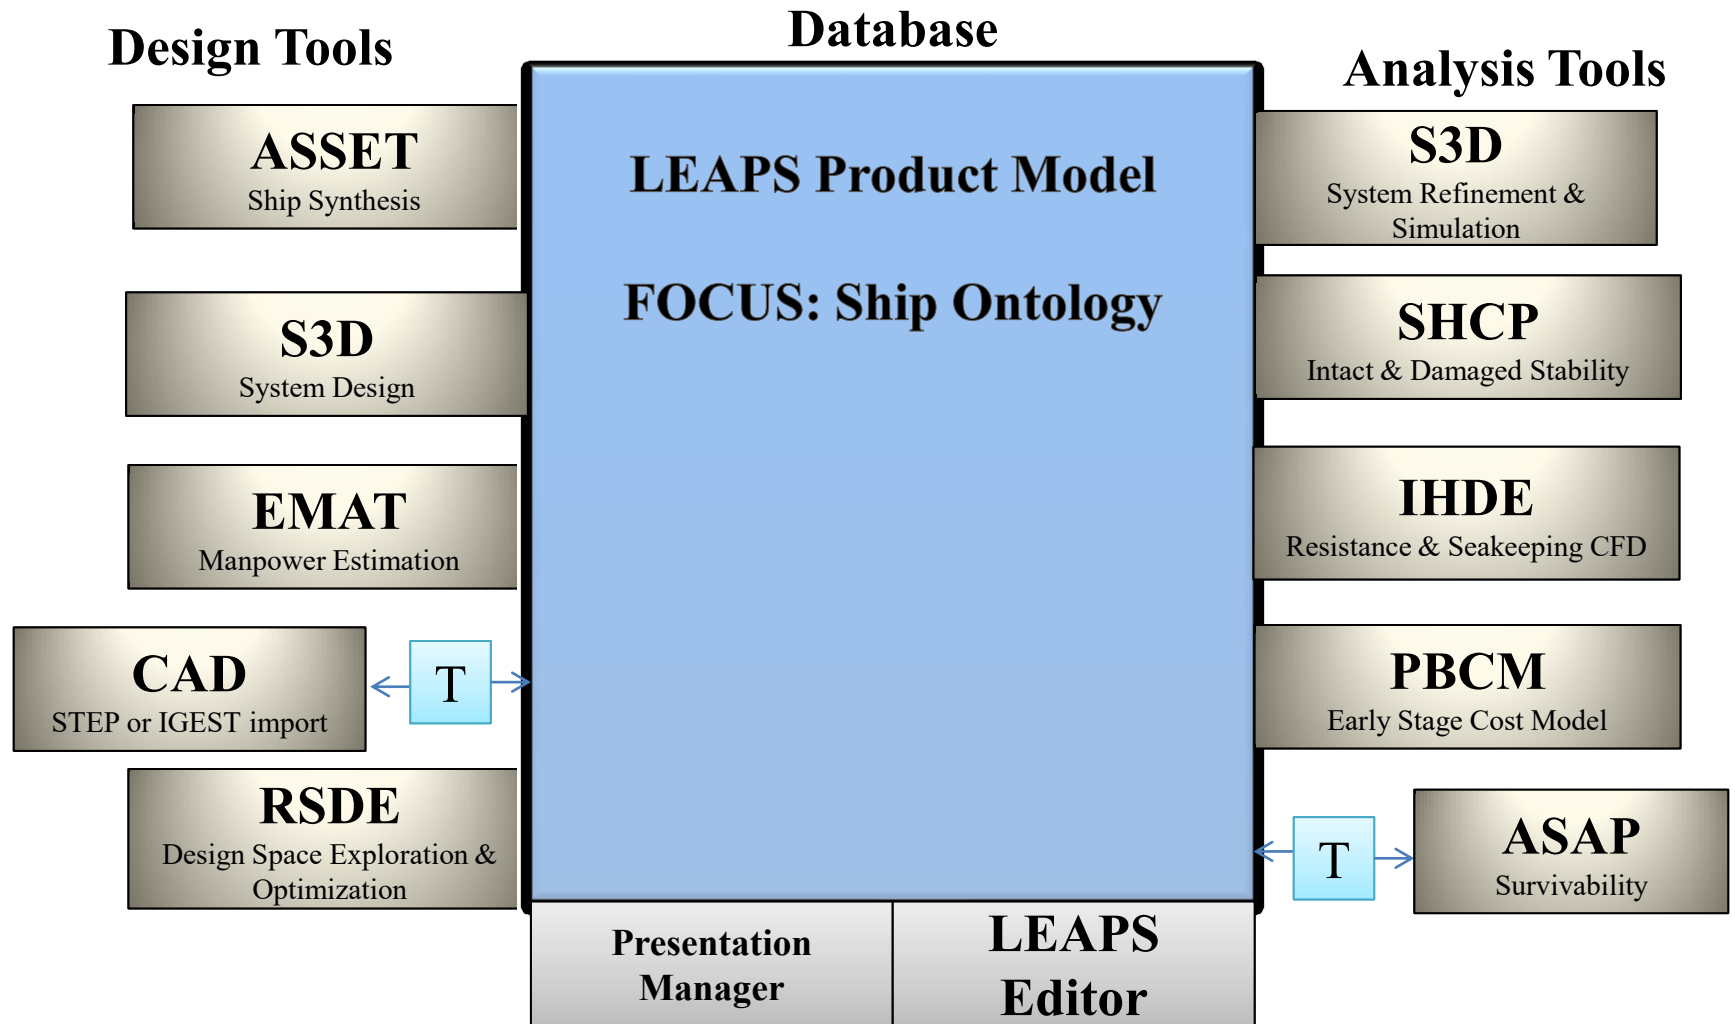 Design Tools
Database
Analysis Tools
ASSET
Ship Synthesis
S3D
System Design
EMAT
Manpower Estimation
CAD
STEP or IGEST import
T
RSDE
Design Space Exploration &
Optimization
LEAPS Product Model
FOCUS: Ship Ontology
Presentation
Manager
LEAPS
Editor
S3D
System Refinement &
Simulation
SHCP
Intact & Damaged Stability
IHDE
Resistance & Seakeeping CFD
PBCM
Early Stage Cost Model
T
ASAP
Survivability